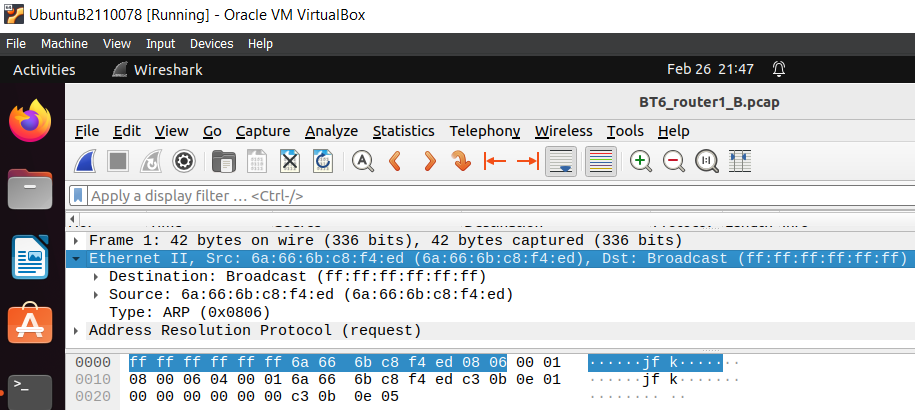 UbuntuB2110078 [Running] - Oracle VM VirtualBox
File Machine View Input Devices Help
Activities Wireshark Feb 26 21:47
BT6_router1_B.pcap
File Edit View Go Capture Analyze Statistics Telephony Wireless Tools Help
Apply a display filter … <Ctrl-/>
Frame 1: 42 bytes on wire (336 bits), 42 bytes captured (336 bits)
Ethernet II, Src: 6a:66:6b:c8:f4:ed (6a:66:6b:c8:f4:ed), Dst: Broadcast (ff:ff:ff:ff:ff:ff)
Destination: Broadcast (ff:ff:ff:ff:ff:ff)
Source: 6a:66:6b:c8:f4:ed (6a:66:6b:c8:f4:ed)
Type: ARP (0x0806)
Address Resolution Protocol (request)
0000 ff ff ff ff ff ff 6a 66 6b c8 f4 ed 08 06 00 01 ······jf k·······
0010 08 00 06 04 00 01 6a 66 6b c8 f4 ed c3 0b 0e 01 ······jf k·······
0020 00 00 00 00 00 00 c3 0b 0e 05 ········ ··